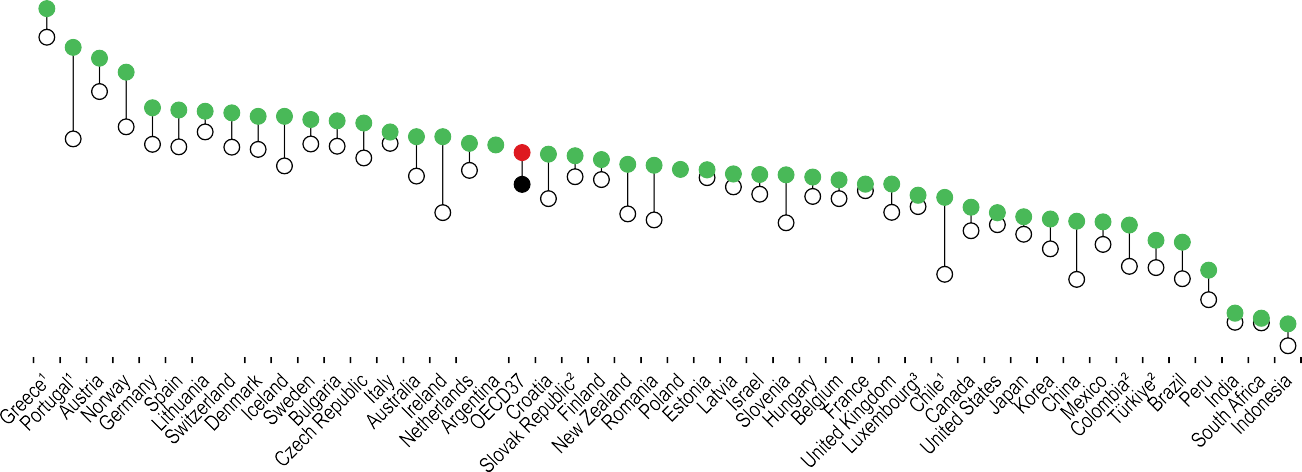 Greece¹
Portugal¹
Austria
Norway
Germany
Spain
Lithuania
Switzerland
Denmark
Iceland
Sweden
Bulgaria
Czech Republic
Italy
Australia
Ireland
Netherlands
Argentina
OECD37
Croatia
Slovak Republic²
Finland
New Zealand
Romania
Poland
Estonia
Latvia
Israel
Slovenia
Hungary
Belgium
France
United Kingdom
Luxembourg³
Chile¹
Canada
United States
Japan
Korea
China
Mexico
Colombia²
Türkiye²
Brazil
Peru
India
South Africa
Indonesia